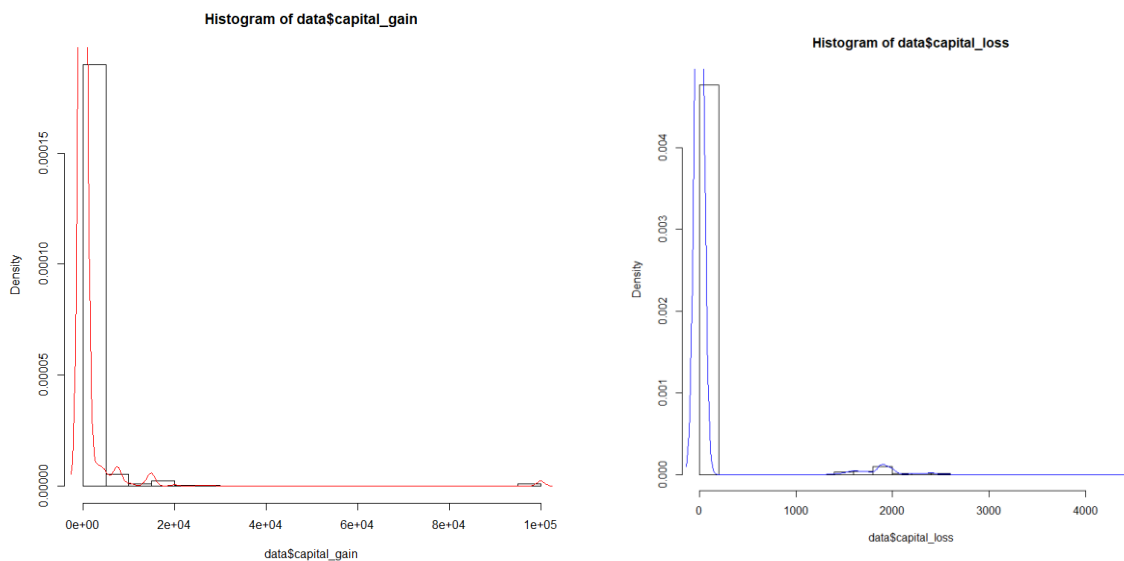 Histogram of data$capital_gain
Density
0.00000
0.00005
0.00010
0.00015
0e+00 2e+04 4e+04 6e+04 8e+04 1e+05
data$capital_gain
Histogram of data$capital_loss
Density
0.000
0.001
0.002
0.003
0.004
0 1000 2000 3000 4000
data$capital_loss